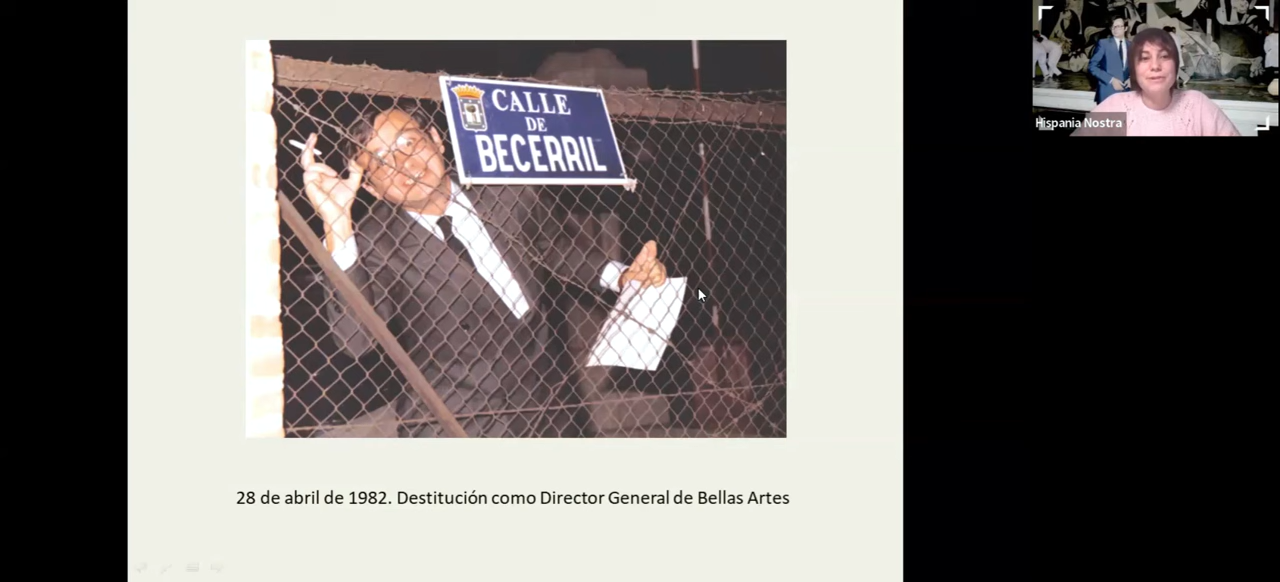 CALLE
DE
BECERRIL
Hispania Nostra
28 de abril de 1982. Destitución como Director General de Bellas Artes